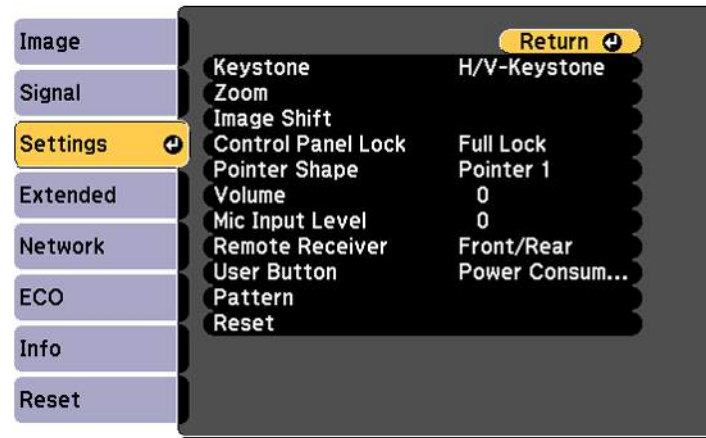 Image
Signal
Settings
Extended
Network
ECO
Info
Reset
Return
Keystone H/V-Keystone
Zoom
Image Shift
Control Panel Lock Full Lock
Pointer Shape Pointer 1
Volume 0
Mic Input Level 0
Remote Receiver Front/Rear
User Button Power Consum...
Pattern
Reset